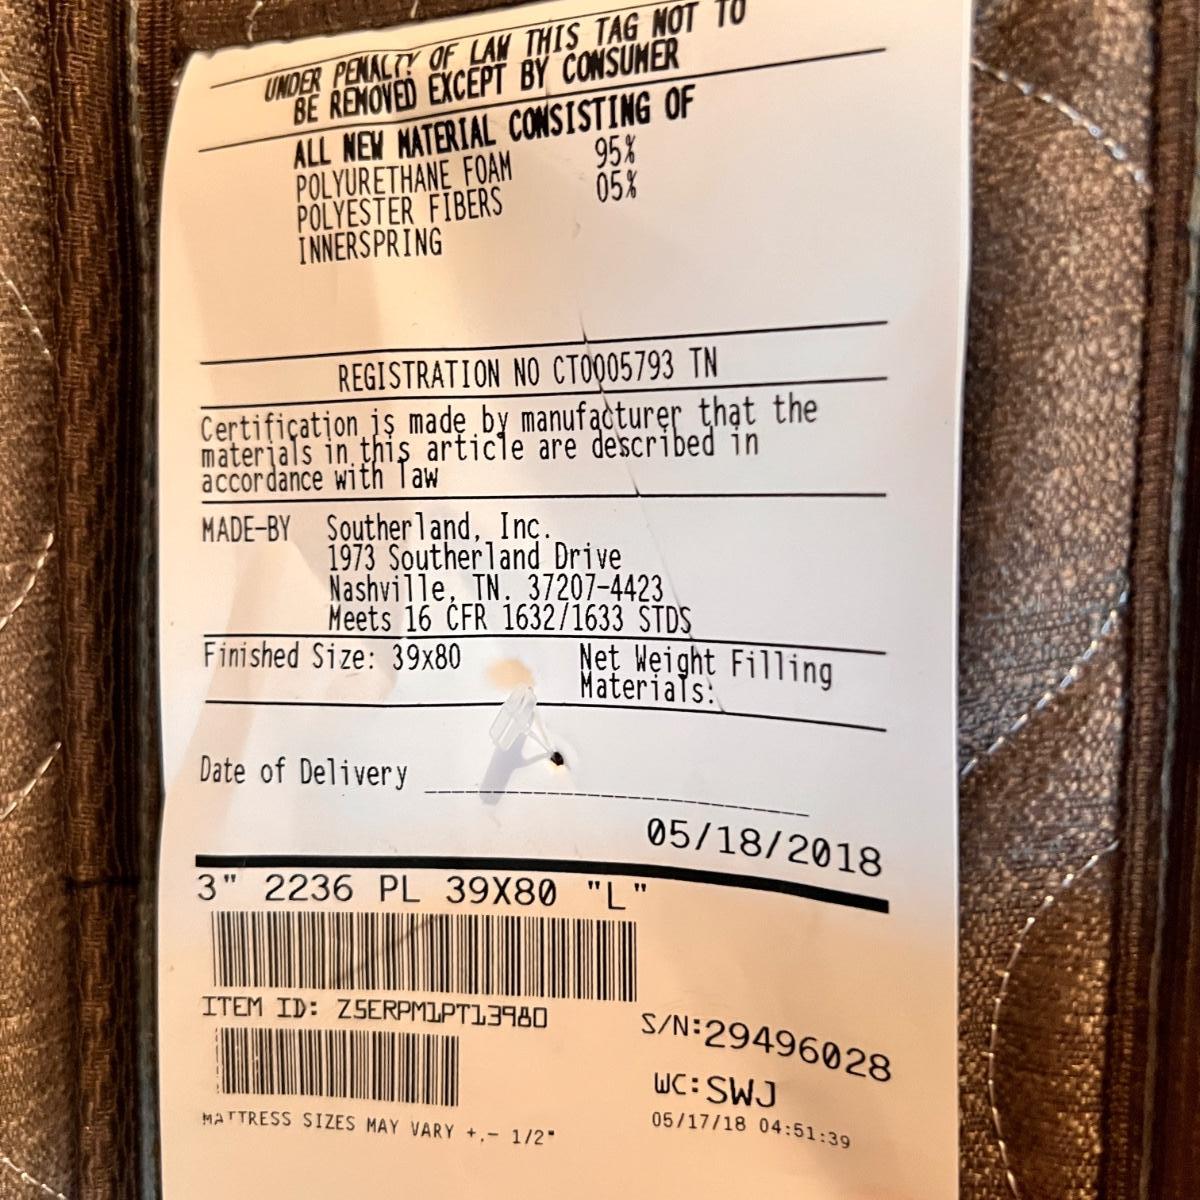 UNDER PENALTY OF LAW THIS TAG NOT TO
BE REMOVED EXCEPT BY CONSUMER
ALL NEW MATERIAL CONSISTING OF
POLYURETHANE FOAM 95%
POLYESTER FIBERS 05%
INNERSPRING
REGISTRATION NO CT0005793 TN
Certification is made by manufacturer that the
materials in this article are described in
accordance with law
MADE-BY Southerland, Inc.
1973 Southerland Drive
Nashville, TN. 37207-4423
Meets 16 CFR 1632/1633 STDS
Finished Size: 39x80 Net Weight Filling
Materials:
Date of Delivery
05/18/2018
3" 2236 PL 39X80 "L"
ITEM ID: ZSERPM1PT13980
S/N:29496028
WC:SWJ
05/17/18 04:51:39
MATTRESS SIZES MAY VARY +,- 1/2"